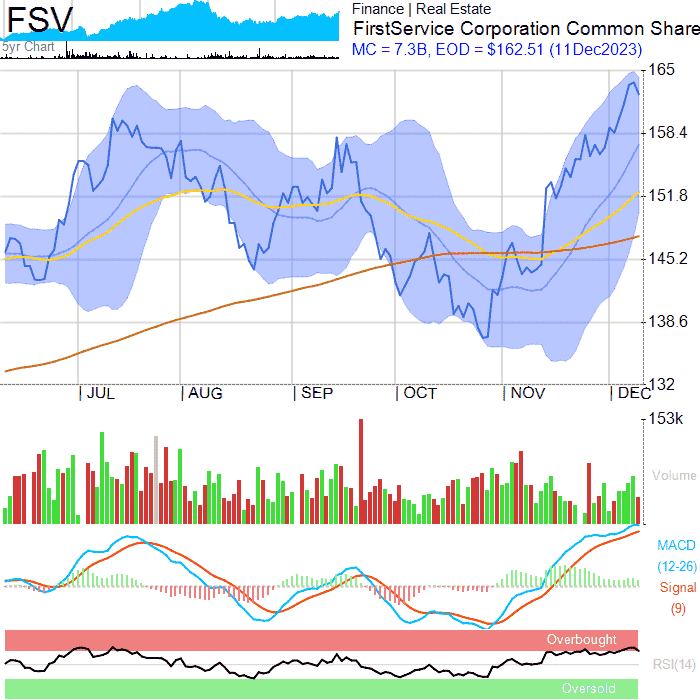 FSV
5yr Chart
Finance | Real Estate
FirstService Corporation Common Share
MC = 7.3B, EOD = $162.51 (11Dec2023)
165
158.4
151.8
145.2
138.6
132
JUL AUG SEP OCT NOV DEC
153k
Volume
MACD
(12-26)
Signal
(9)
Overbought
RSI(14)
Oversold